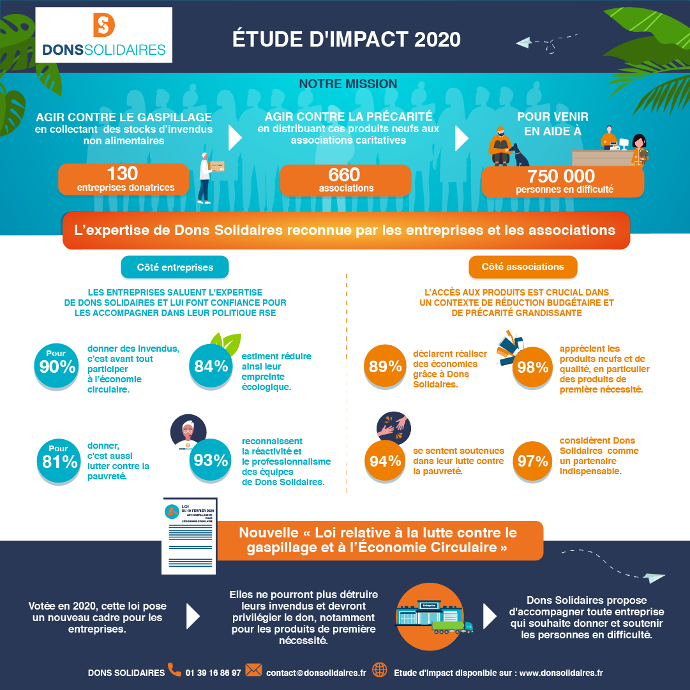 DONS SOLIDAIRES
ÉTUDE D'IMPACT 2020
NOTRE MISSION
AGIR CONTRE LE GASPILLAGE
en collectant des stocks d'invendus
non alimentaires
130
entreprises donatrices
AGIR CONTRE LA PRÉCARITÉ
en distribuant ces produits neufs aux
associations caritatives
660
associations
POUR VENIR
EN AIDE À
750 000
personnes en difficulté
L'expertise de Dons Solidaires reconnue par les entreprises et les associations
Côté entreprises
LES ENTREPRISES SALUENT L'EXPERTISE
DE DONS SOLIDAIRES ET LUI FONT CONFIANCE POUR
LES ACCOMPAGNER DANS LEUR POLITIQUE RSE
Pour
90%
donner des invendus,
c'est avant tout
participer
à l'économie
circulaire.
84%
estiment réduire
ainsi leur
empreinte
écologique.
Pour
81%
donner,
c'est aussi
lutter contre la
pauvreté.
93%
reconnaissent
la réactivité et
le professionnalisme
des équipes
de Dons Solidaires.
Côté associations
L'ACCÈS AUX PRODUITS EST CRUCIAL DANS
UN CONTEXTE DE RÉDUCTION BUDGÉTAIRE ET
DE PRÉCARITÉ GRANDISSANTE
89%
déclarent réaliser
des économies
grâce à Dons
Solidaires.
98%
apprécient les
produits neufs et de
qualité, en particulier
des produits de
première nécessité.
94%
se sentent soutenues
dans leur lutte contre
la pauvreté.
97%
considèrent Dons
Solidaires comme
un partenaire
indispensable.
LOI
Nouvelle « Loi relative à la lutte contre le
gaspillage et à l'Économie Circulaire »
Votée en 2020, cette loi pose
un nouveau cadre pour les
entreprises.
Elles ne pourront plus détruire
leurs invendus et devront
privilégier le don, notamment
pour les produits de première
nécessité.
Entreprise
Dons Solidaires propose
d'accompagner toute entreprise
qui souhaite donner et soutenir
les personnes en difficulté.
DONS SOLIDAIRES 01 39 16 86 97 contact@donsolidaires.fr Etude d'Impact disponible sur : www.donsolidaires.fr